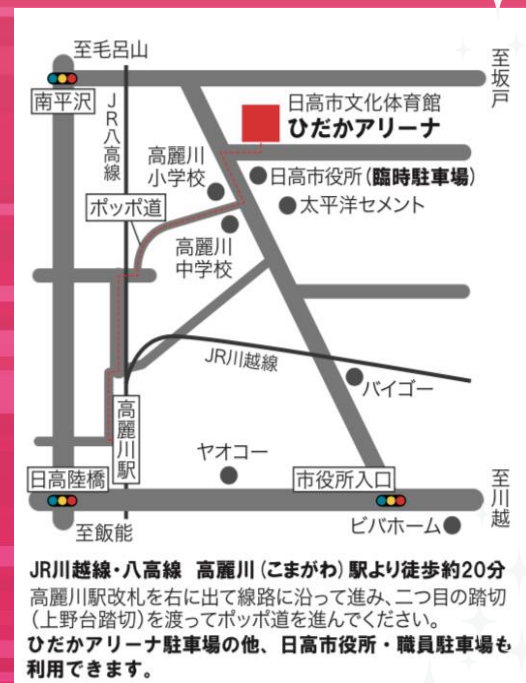 至毛呂山
至坂戸
南平沢
JR八高線
日高市文化体育館
ひだかアリーナ
高麗川
小学校
日高市役所(臨時駐車場)
ポッポ道
太平洋セメント
高麗川
中学校
JR川越線
バイゴー
高麗川駅
ヤオコー
日高陸橋
市役所入口
至川越
至飯能
ビバホーム
JR川越線・八高線 高麗川(こまがわ)駅より徒歩約20分
高麗川駅改札を右に出て線路に沿って進み、二つ目の踏切
(上野台踏切)を渡ってポッポ道を進んでください。
ひだかアリーナ駐車場の他、日高市役所・職員駐車場も
利用できます。